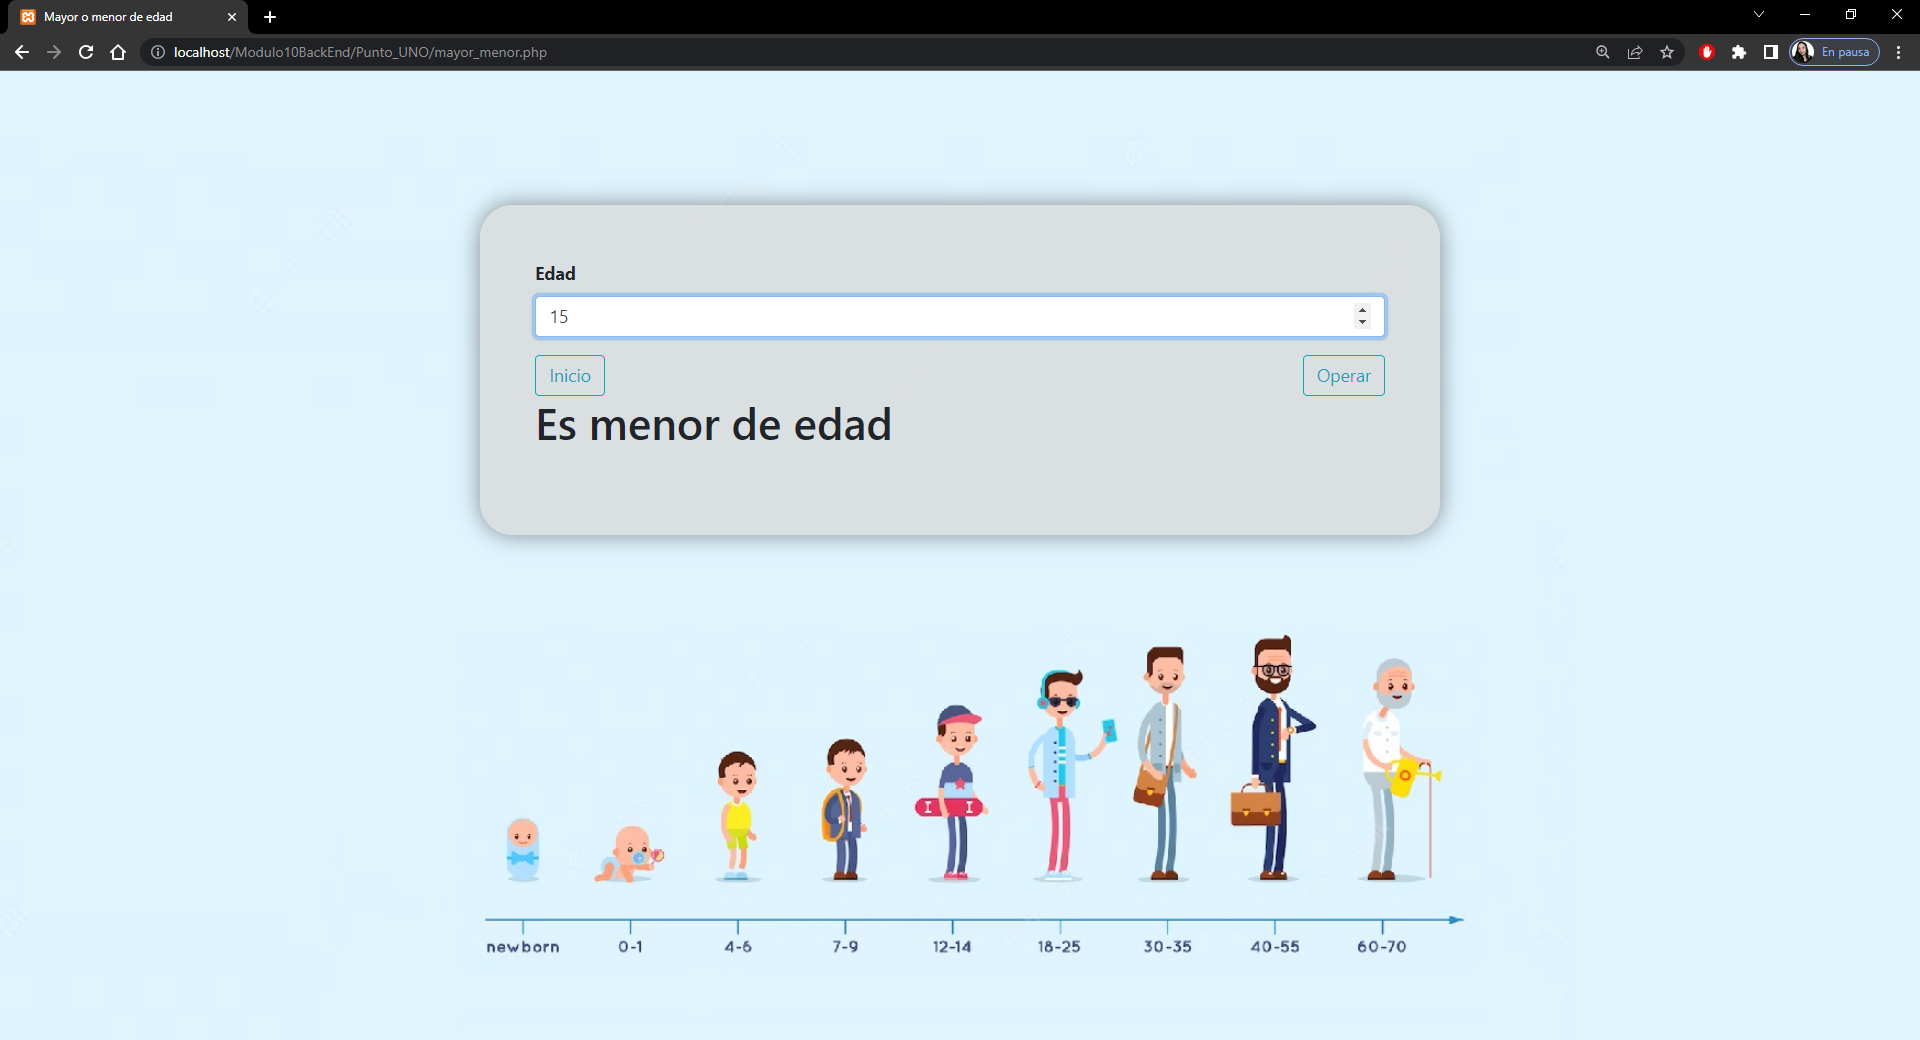 Mayor o menor de edad
localhost/Modulo10BackEnd/Punto_UNO/mayor_menor.php
En pausa
Edad
15
Inicio
Operar
Es menor de edad
newborn
0-1
4-6
7-9
12-14
18-25
30-35
40-55
60-70